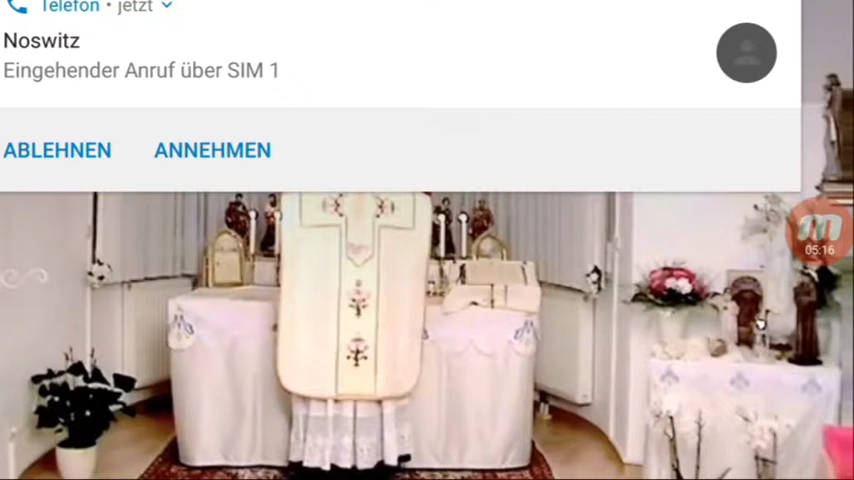 Telefon • jetzt
Noswitz
Eingehender Anruf über SIM 1
ABLEHNEN ANNEHMEN
05:16